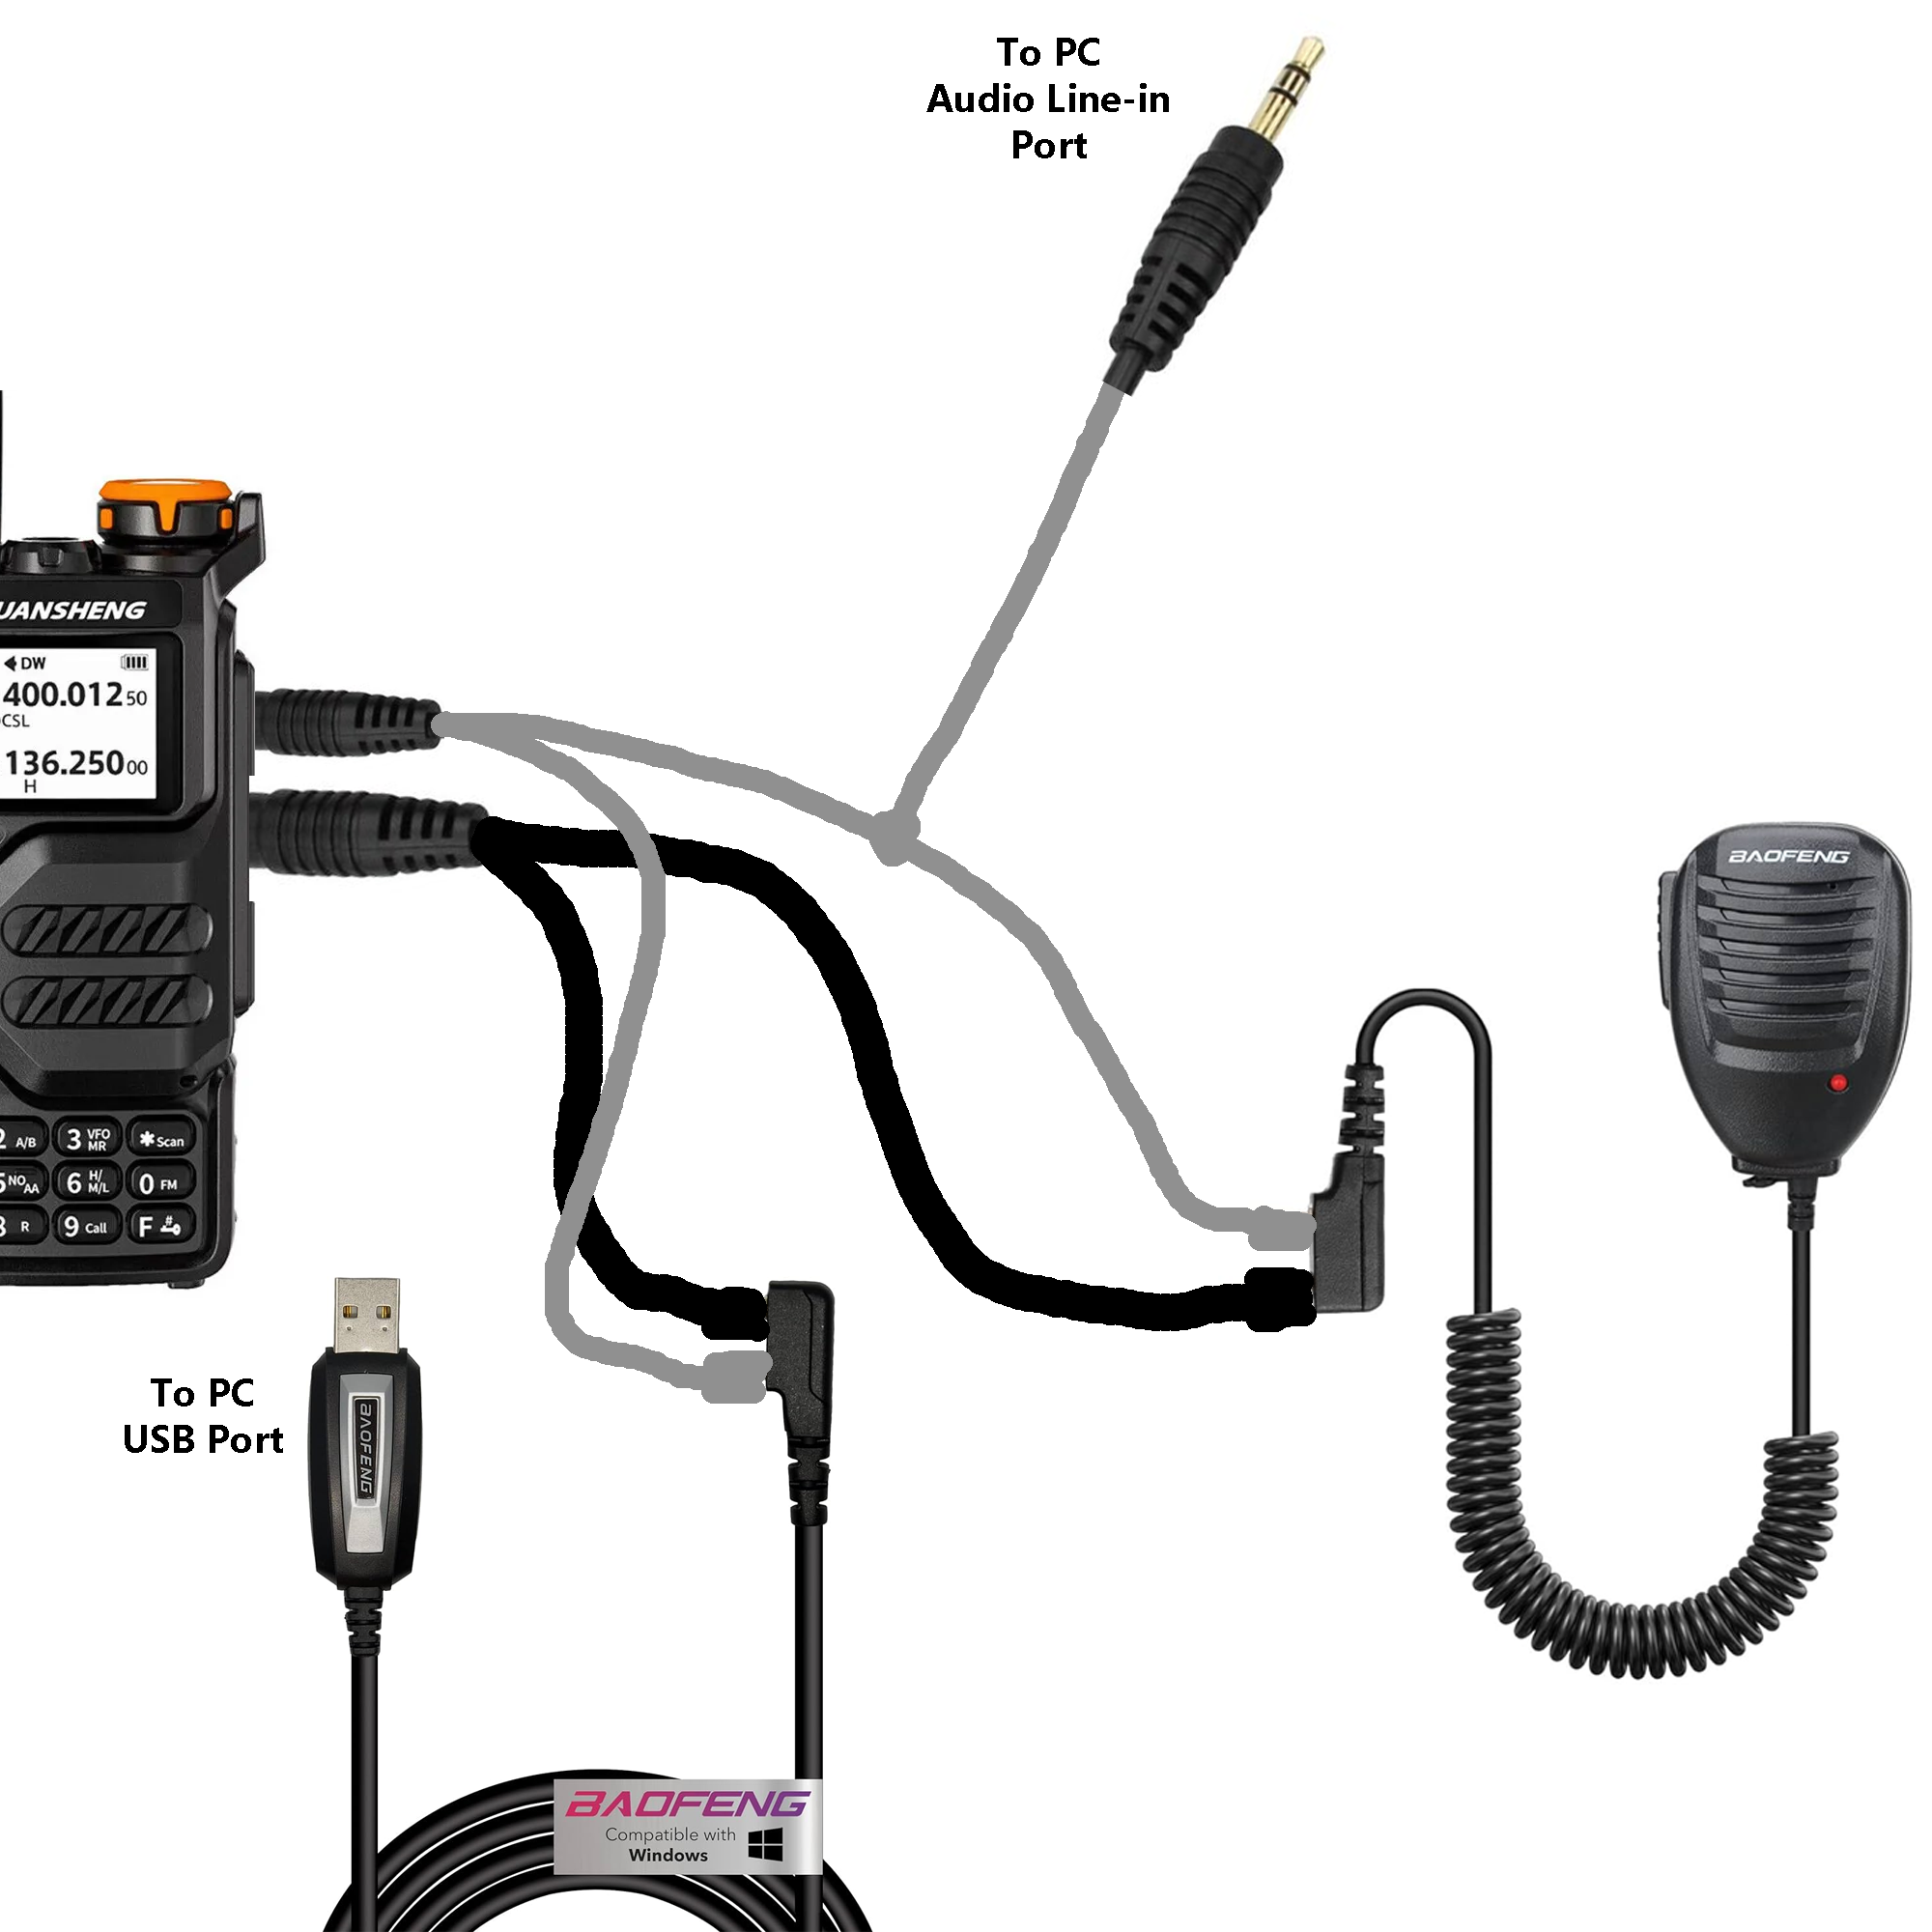 To PC
Audio Line-in
Port
UANSHENG
DW
400.012 50
CSL
136.250 00
H
2 A/B
3 VFO MR
* Scan
5 NO AA
6 H/ M/L
0 FM
8 R
9 Call
F #
BAOFENG
To PC
USB Port
BAOFENG
BAOFENG
Compatible with
Windows